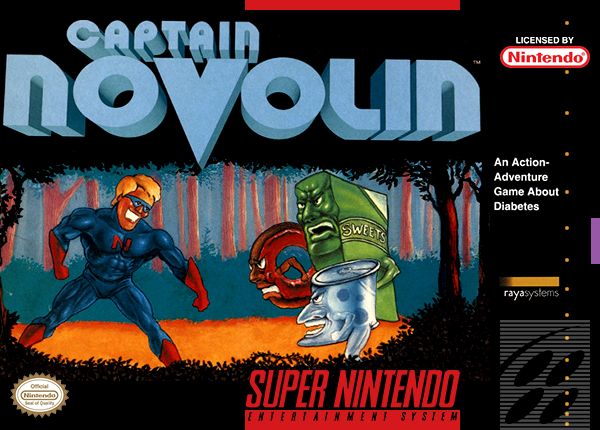 CAPTAIN
NOVOLIN
™
LICENSED BY
Nintendo®
An Action-
Adventure
Game About
Diabetes
SWEETS
N
rayasystems
Official
Nintendo
Seal of Quality
SUPER NINTENDO
ENTERTAINMENT SYSTEM